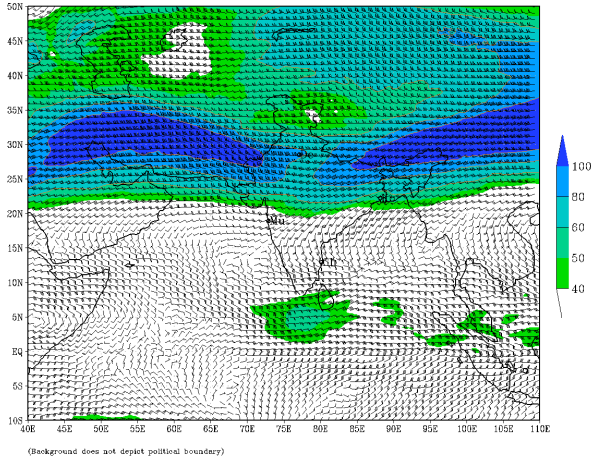 50N
45N
40N
35N
30N
25N
20N
15N
10N
5N
EQ
5S
10S
40E 45E 50E 55E 60E 65E 70E 75E 80E 85E 90E 95E 100E 105E 110E
100
80
60
50
40
Mu
(Background does not depict political boundary)